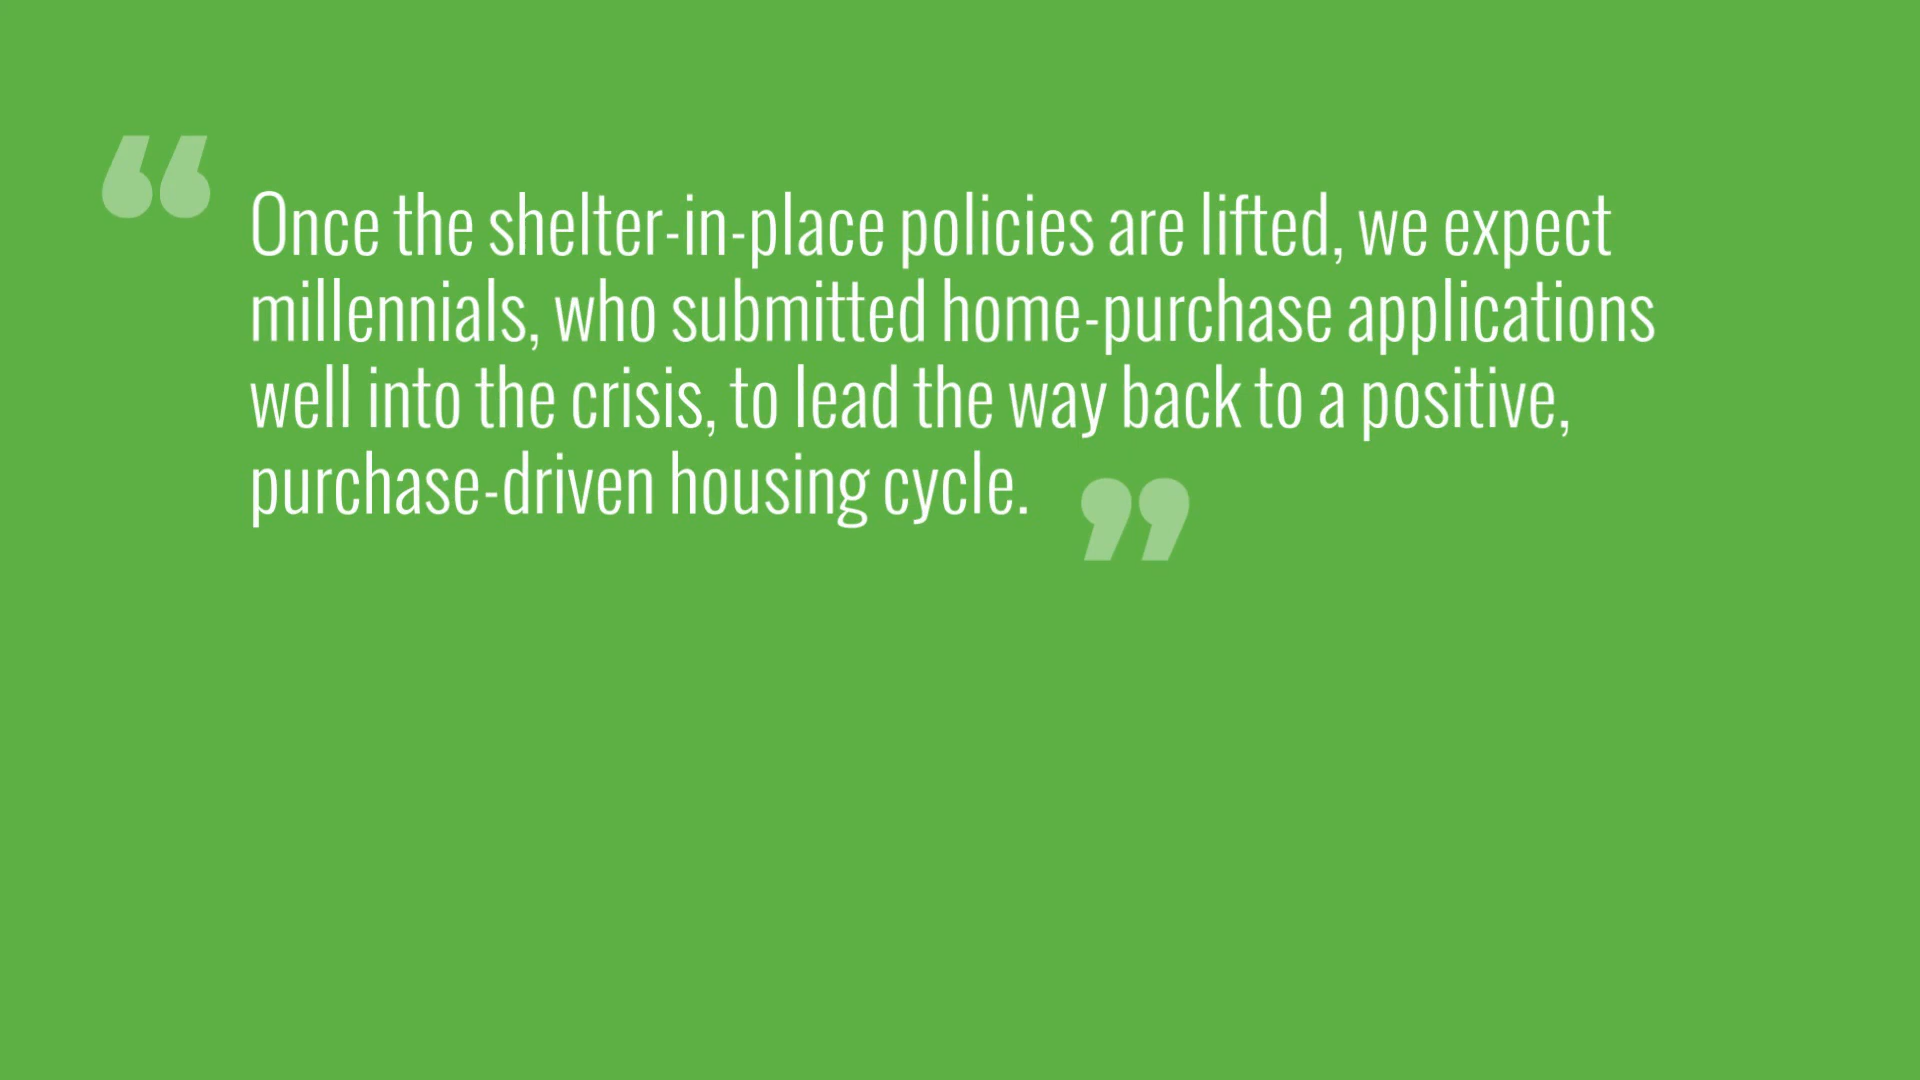 “Once the shelter-in-place policies are lifted, we expect
millennials, who submitted home-purchase applications
well into the crisis, to lead the way back to a positive,
purchase-driven housing cycle.”